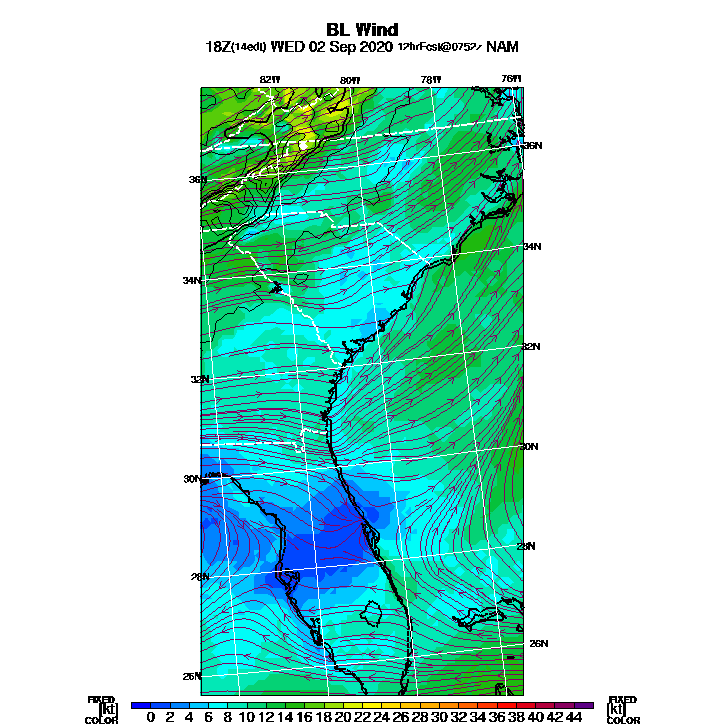 BL Wind
18Z(14edt) WED 02 Sep 2020 12hrFcst@0752z NAM
82W 80W 78W 76W
36N 36N
34N 34N
32N 32N
30N 30N
28N 28N
26N 26N
FIXED FIXED
[kt] 0 2 4 6 8 10 12 14 16 18 20 22 24 26 28 30 32 34 36 38 40 42 44 [kt]
COLOR COLOR